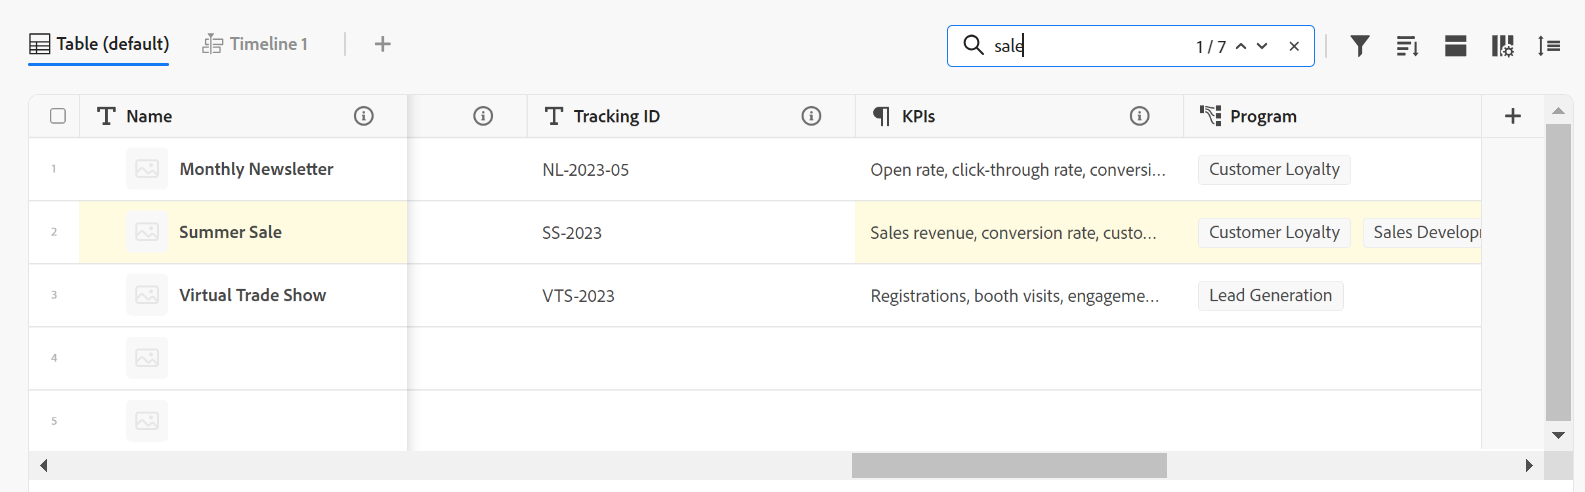 Table (default) Timeline 1 sale 1 / 7
Name Tracking ID KPIs Program
1 Monthly Newsletter NL-2023-05 Open rate, click-through rate, conversi... Customer Loyalty
2 Summer Sale SS-2023 Sales revenue, conversion rate, custo... Customer Loyalty Sales Develop
3 Virtual Trade Show VTS-2023 Registrations, booth visits, engageme... Lead Generation
4
5